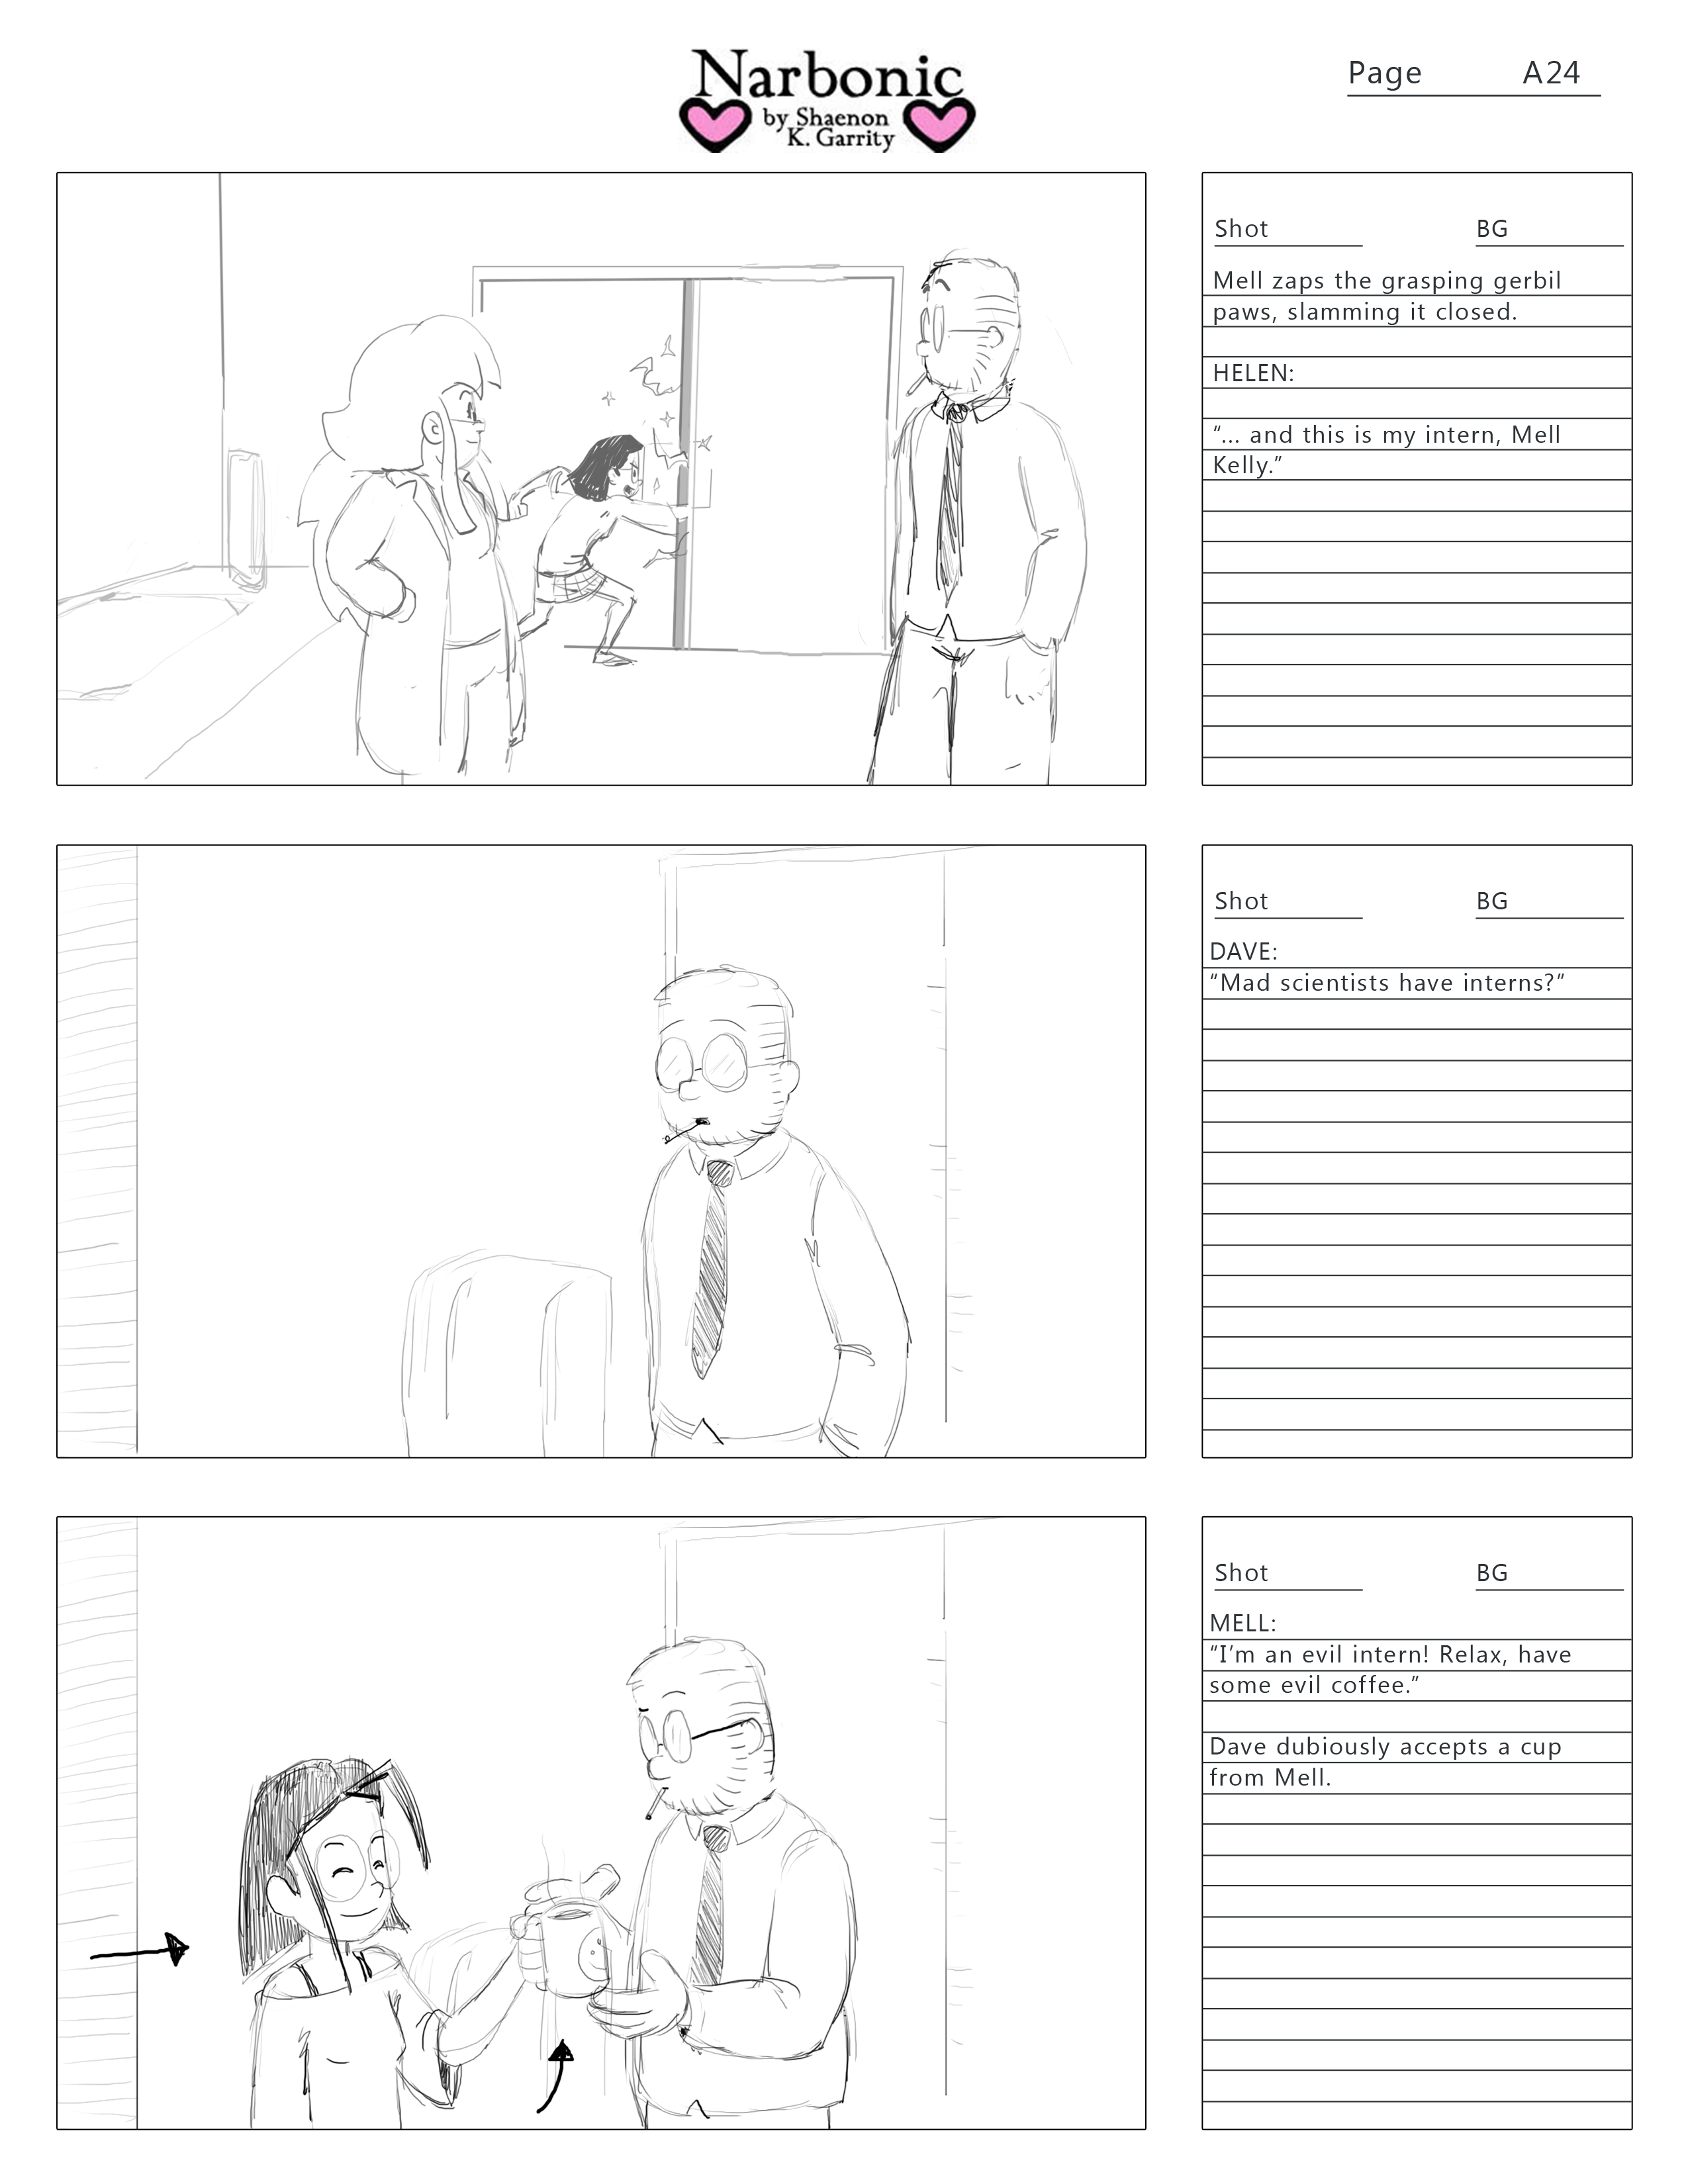 Narbonic
by Shaenon
K. Garrity
Page A24
Shot BG
Mell zaps the grasping gerbil
paws, slamming it closed.
HELEN:
“... and this is my intern, Mell
Kelly.”
Shot BG
DAVE:
“Mad scientists have interns?”
Shot BG
MELL:
“I’m an evil intern! Relax, have
some evil coffee.”
Dave dubiously accepts a cup
from Mell.